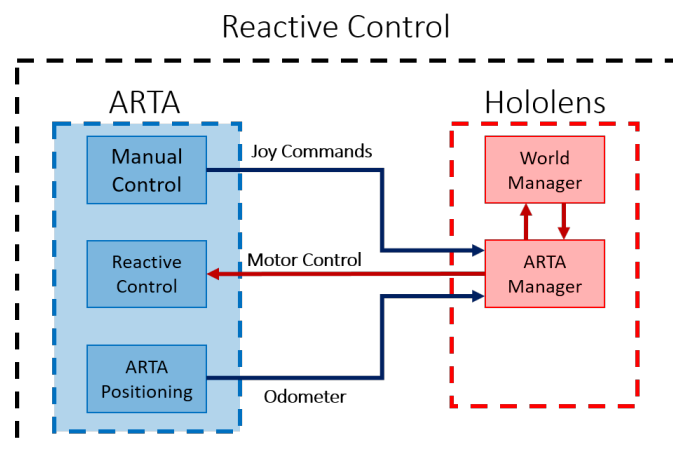 Reactive Control
ARTA
Hololens
Manual
Control
Joy Commands
World
Manager
Reactive
Control
Motor Control
ARTA
Manager
ARTA
Positioning
Odometer